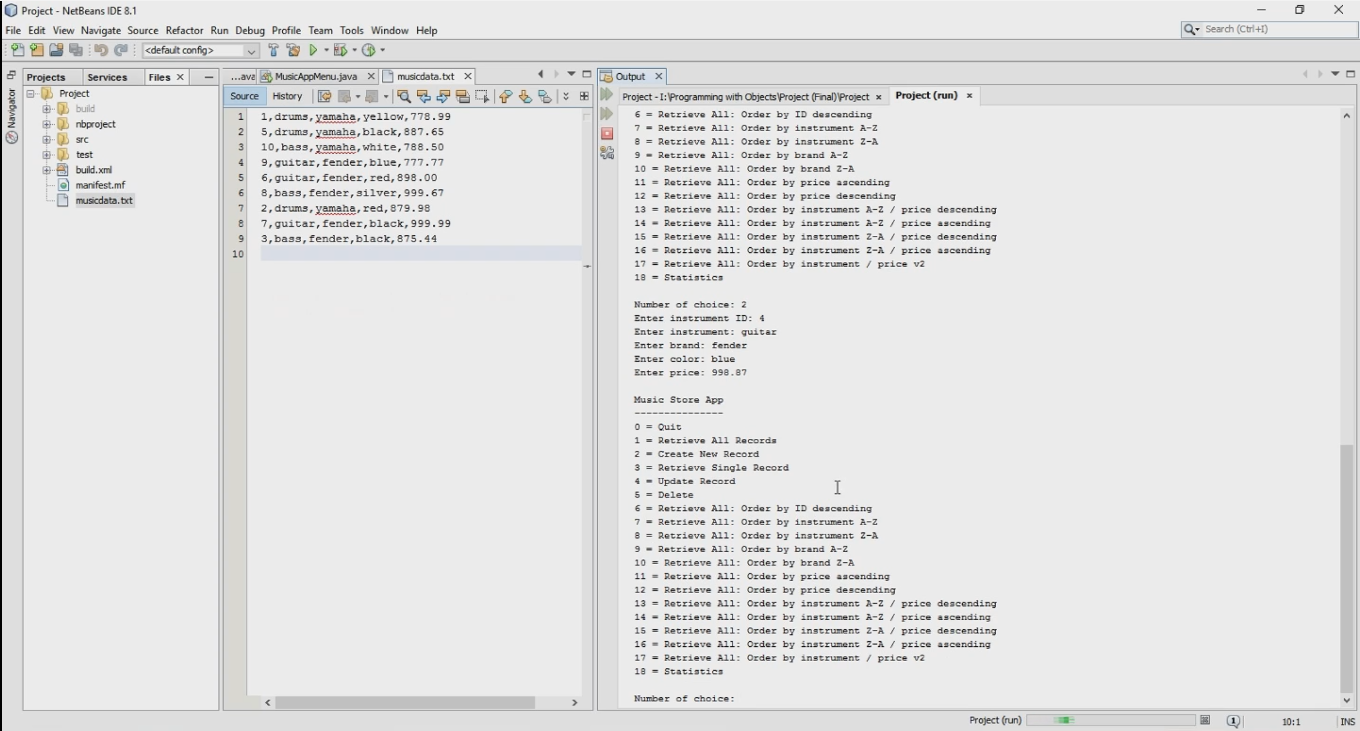 Project - NetBeans IDE 8.1
File Edit View Navigate Source Refactor Run Debug Profile Team Tools Window Help
Search (Ctrl+I)
<default config>
Projects Services Files
Navigator
Project
build
nbproject
src
test
build.xml
manifest.mf
musicdata.txt
...ava MusicAppMenu.java musicdata.txt
Source History
1 1,drums,yamaha,yellow,778.99
2 5,drums,yamaha,black,887.65
3 10,bass,yamaha,white,788.50
4 9,guitar,fender,blue,777.77
5 6,guitar,fender,red,898.00
6 8,bass,fender,silver,999.67
7 2,drums,yamaha,red,879.98
8 7,guitar,fender,black,999.99
9 3,bass,fender,black,875.44
10
Output
Project - I:\Programming with Objects\Project (Final)\Project Project (run)
6 = Retrieve All: Order by ID descending
7 = Retrieve All: Order by instrument A-Z
8 = Retrieve All: Order by instrument Z-A
9 = Retrieve All: Order by brand A-Z
10 = Retrieve All: Order by brand Z-A
11 = Retrieve All: Order by price ascending
12 = Retrieve All: Order by price descending
13 = Retrieve All: Order by instrument A-Z / price descending
14 = Retrieve All: Order by instrument A-Z / price ascending
15 = Retrieve All: Order by instrument Z-A / price descending
16 = Retrieve All: Order by instrument Z-A / price ascending
17 = Retrieve All: Order by instrument / price v2
18 = Statistics
Number of choice: 2
Enter instrument ID: 4
Enter instrument: guitar
Enter brand: fender
Enter color: blue
Enter price: 998.87
Music Store App
---------------
0 = Quit
1 = Retrieve All Records
2 = Create New Record
3 = Retrieve Single Record
4 = Update Record
5 = Delete
6 = Retrieve All: Order by ID descending
7 = Retrieve All: Order by instrument A-Z
8 = Retrieve All: Order by instrument Z-A
9 = Retrieve All: Order by brand A-Z
10 = Retrieve All: Order by brand Z-A
11 = Retrieve All: Order by price ascending
12 = Retrieve All: Order by price descending
13 = Retrieve All: Order by instrument A-Z / price descending
14 = Retrieve All: Order by instrument A-Z / price ascending
15 = Retrieve All: Order by instrument Z-A / price descending
16 = Retrieve All: Order by instrument Z-A / price ascending
17 = Retrieve All: Order by instrument / price v2
18 = Statistics
Number of choice:
Project (run) 1 10:1 INS